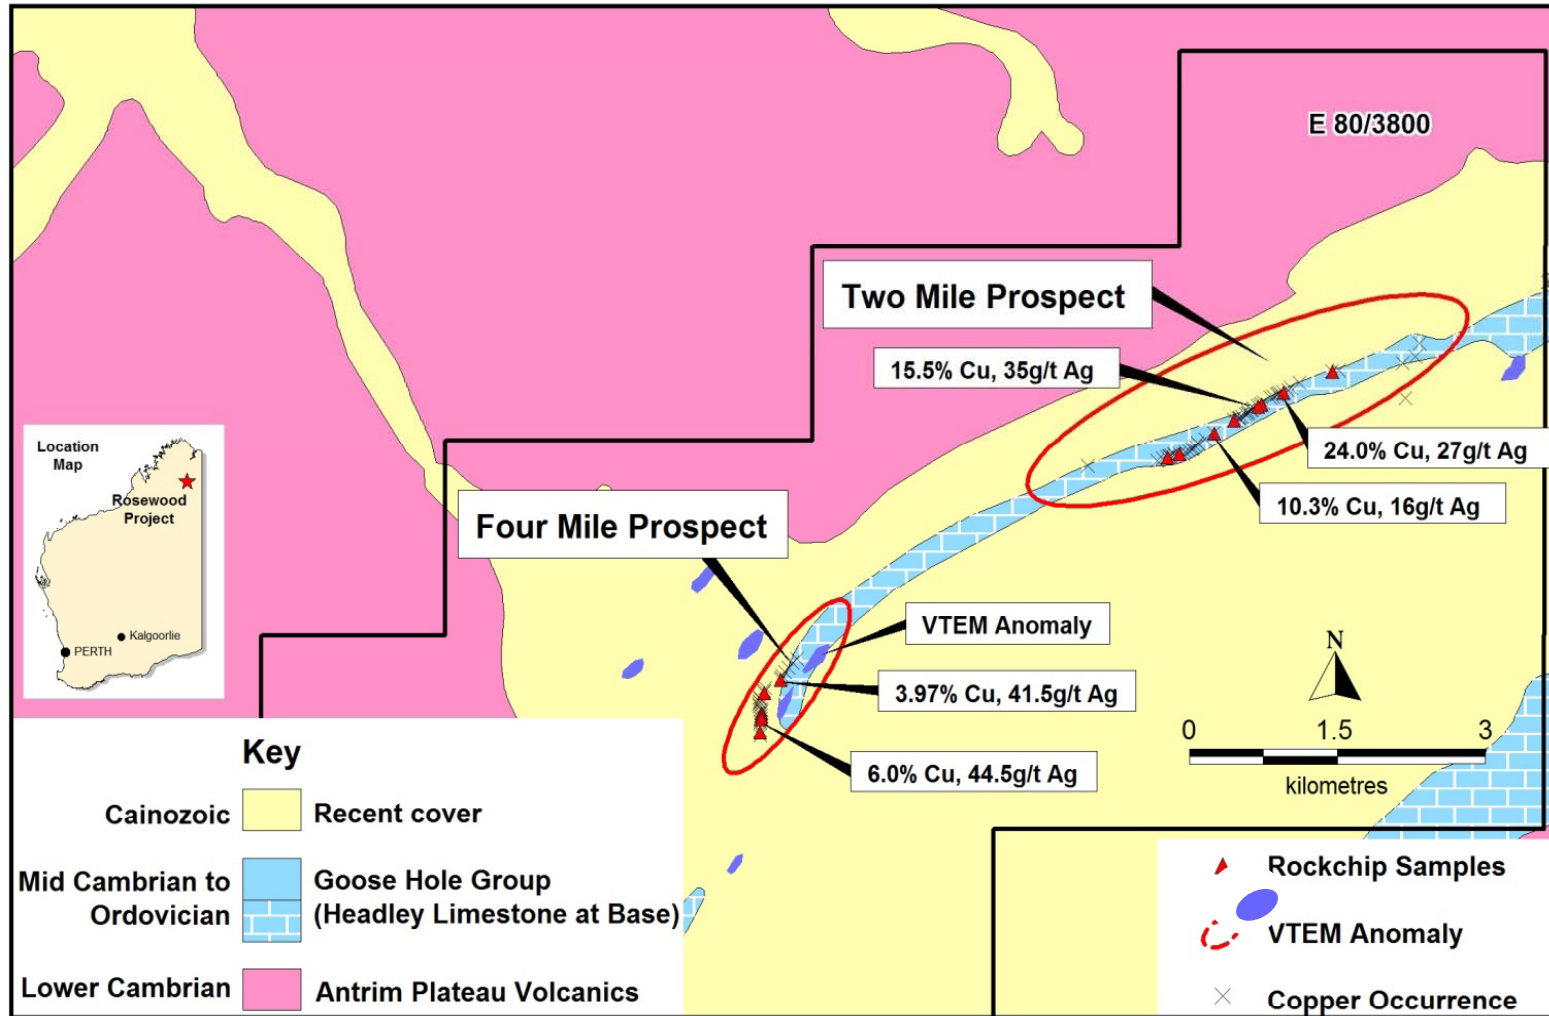 E 80/3800
Two Mile Prospect
15.5% Cu, 35g/t Ag
24.0% Cu, 27g/t Ag
10.3% Cu, 16g/t Ag
Four Mile Prospect
VTEM Anomaly
3.97% Cu, 41.5g/t Ag
6.0% Cu, 44.5g/t Ag
Location
Map
Rosewood
Project
Kalgoorlie
PERTH
N
0 1.5 3
kilometres
Key
Cainozoic Recent cover
Mid Cambrian to
Ordovician
Goose Hole Group
(Headley Limestone at Base)
Lower Cambrian Antrim Plateau Volcanics
Rockchip Samples
VTEM Anomaly
Copper Occurrence